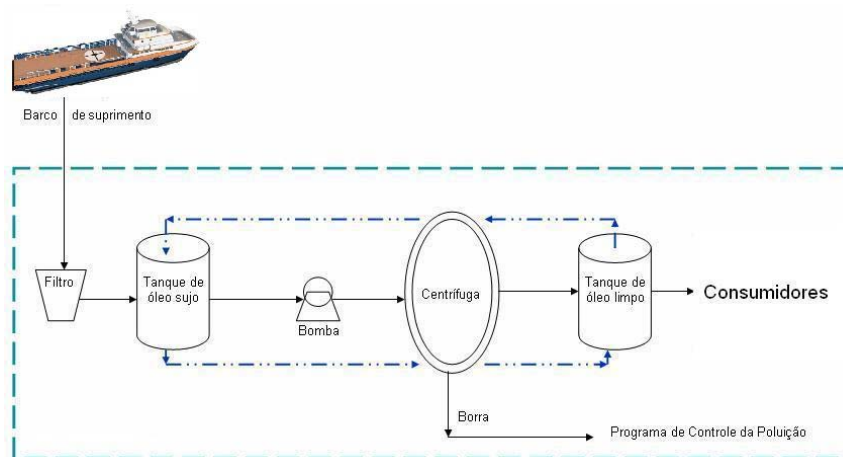 Barco de suprimento
Filtro
Tanque de
óleo sujo
Bomba
Centrífuga
Tanque de
óleo limpo
Consumidores
Borra
Programa de Controle da Poluição